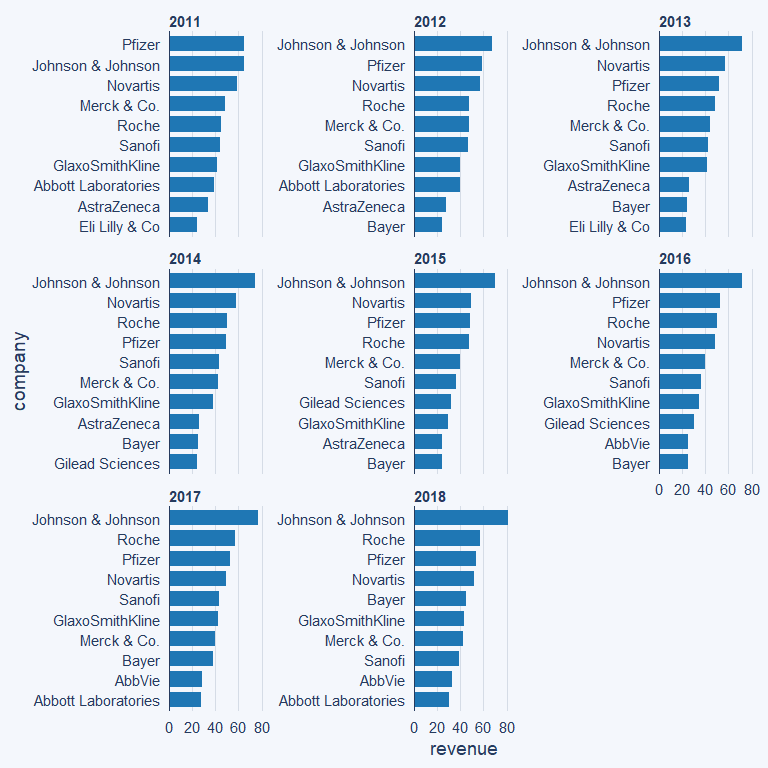 2011
Pfizer
Johnson & Johnson
Novartis
Merck & Co.
Roche
Sanofi
GlaxoSmithKline
Abbott Laboratories
AstraZeneca
Eli Lilly & Co
2012
Johnson & Johnson
Pfizer
Novartis
Roche
Merck & Co.
Sanofi
GlaxoSmithKline
Abbott Laboratories
AstraZeneca
Bayer
2013
Johnson & Johnson
Novartis
Pfizer
Roche
Merck & Co.
Sanofi
GlaxoSmithKline
AstraZeneca
Bayer
Eli Lilly & Co
company
2014
Johnson & Johnson
Novartis
Roche
Pfizer
Sanofi
Merck & Co.
GlaxoSmithKline
AstraZeneca
Bayer
Gilead Sciences
2015
Johnson & Johnson
Novartis
Pfizer
Roche
Merck & Co.
Sanofi
Gilead Sciences
GlaxoSmithKline
AstraZeneca
Bayer
2016
Johnson & Johnson
Pfizer
Roche
Novartis
Merck & Co.
Sanofi
GlaxoSmithKline
Gilead Sciences
AbbVie
Bayer
0 20 40 60 80
2017
Johnson & Johnson
Roche
Pfizer
Novartis
Sanofi
GlaxoSmithKline
Merck & Co.
Bayer
AbbVie
Abbott Laboratories
0 20 40 60 80
2018
Johnson & Johnson
Roche
Pfizer
Novartis
Bayer
GlaxoSmithKline
Merck & Co.
Sanofi
AbbVie
Abbott Laboratories
0 20 40 60 80
revenue